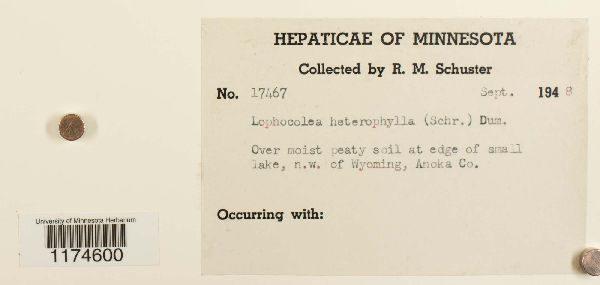 HEPATICAE OF MINNESOTA
Collected by R. M. Schuster
No. 17467 Sept. 1948
Lophocolea heterophylla (Schr.) Dum.
Over moist peaty soil at edge of small
lake, n.w. of Wyoming, Anoka Co.
Occurring with:
University of Minnesota Herbarium
1174600